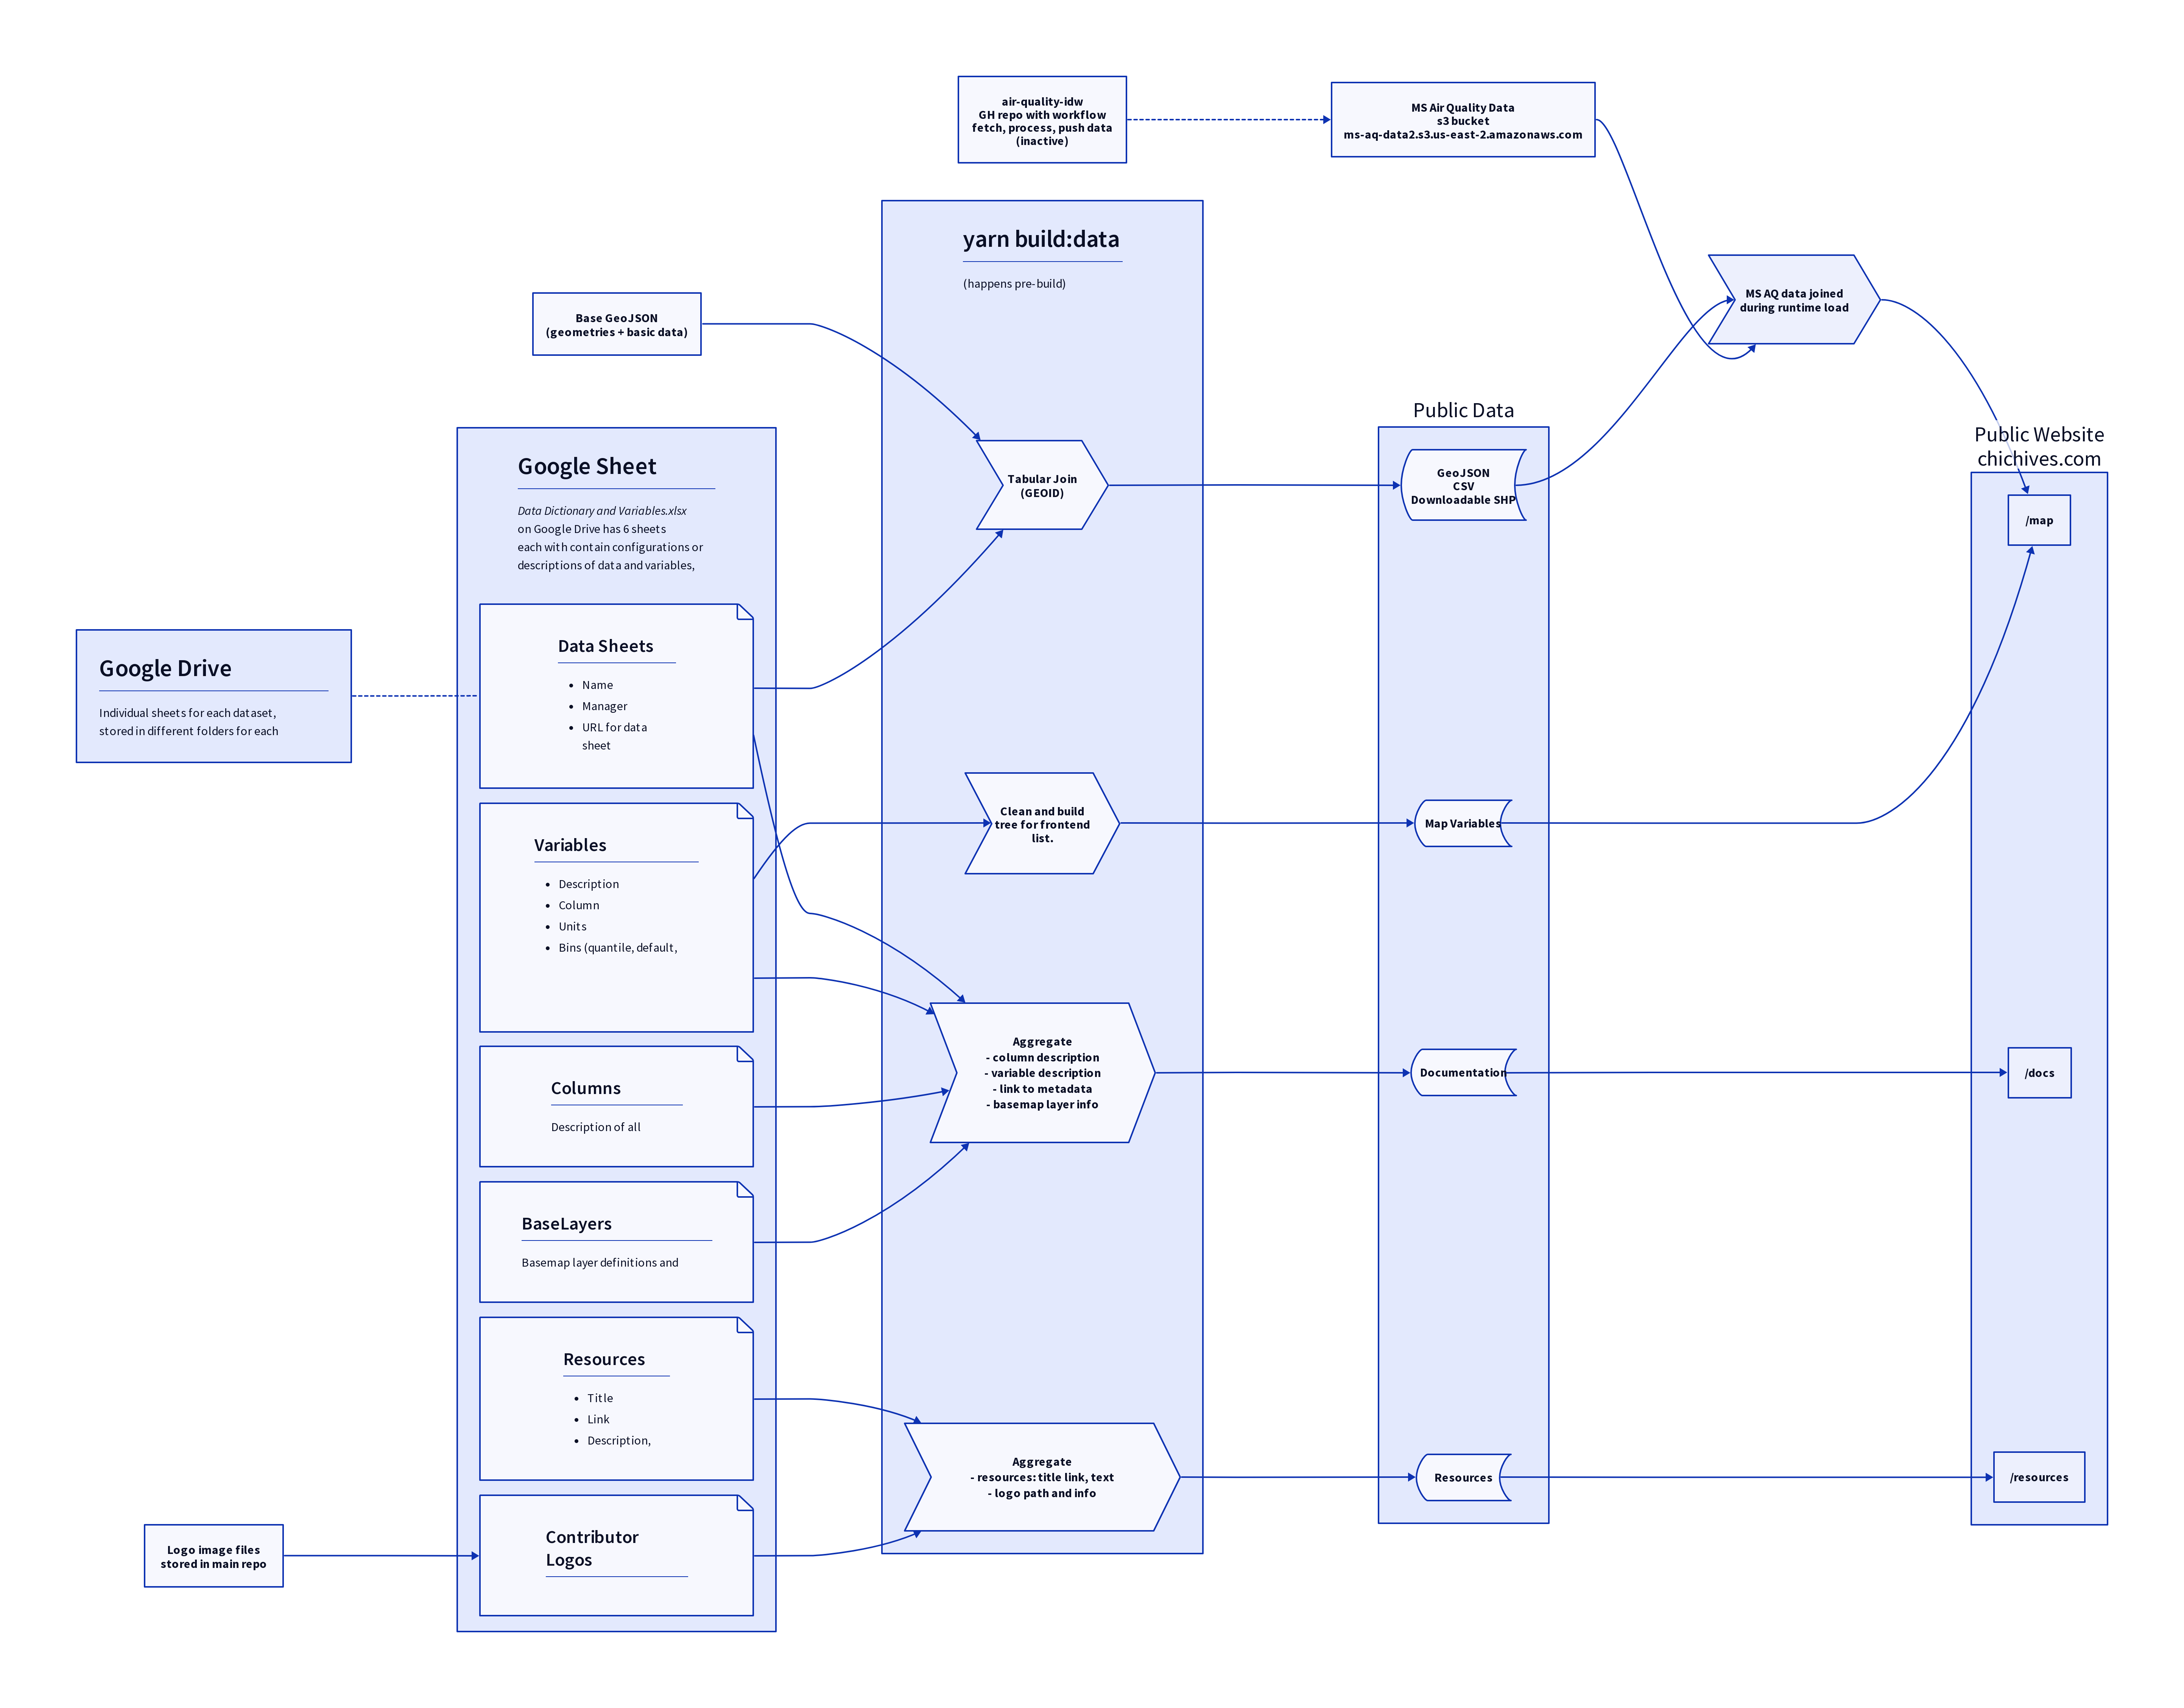 air-quality-idw
GH repo with workflow
fetch, process, push data
(inactive)
MS Air Quality Data
s3 bucket
ms-aq-data2.s3.us-east-2.amazonaws.com
yarn build:data
(happens pre-build)
MS AQ data joined
during runtime load
Base GeoJSON
(geometries + basic data)
Public Data
Public Website
chichives.com
Google Sheet
Data Dictionary and Variables.xlsx
on Google Drive has 6 sheets
each with contain configurations or
descriptions of data and variables,
Tabular Join
(GEOID)
GeoJSON
CSV
Downloadable SHP
/map
Google Drive
Individual sheets for each dataset,
stored in different folders for each
Data Sheets
• Name
• Manager
• URL for data
sheet
Variables
• Description
• Column
• Units
• Bins (quantile, default,
Clean and build
tree for frontend
list.
Map Variables
Columns
Description of all
Aggregate
- column description
- variable description
- link to metadata
- basemap layer info
Documentation
/docs
BaseLayers
Basemap layer definitions and
Resources
• Title
• Link
• Description,
Aggregate
- resources: title link, text
- logo path and info
Resources
/resources
Contributor
Logos
Logo image files
stored in main repo